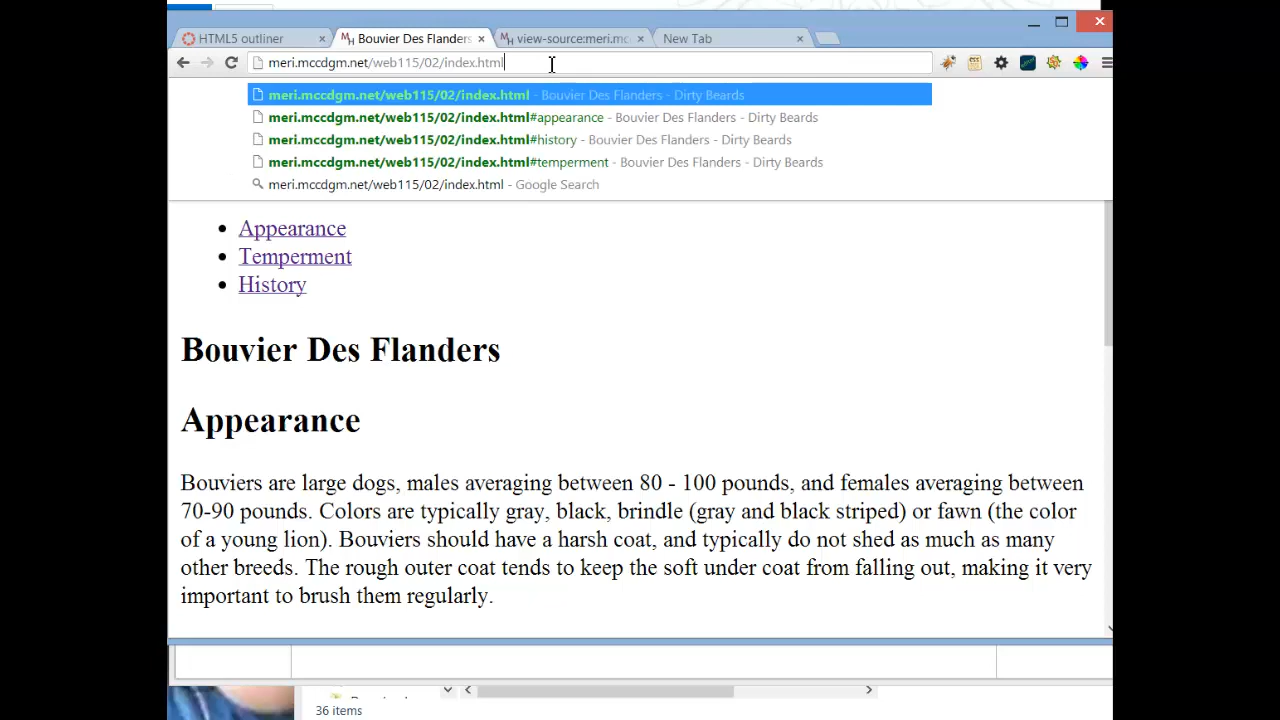 HTML5 outliner
Bouvier Des Flanders
view-source:meri.mc
New Tab
meri.mccdgm.net/web115/02/index.html
meri.mccdgm.net/web115/02/index.html - Bouvier Des Flanders - Dirty Beards
meri.mccdgm.net/web115/02/index.html#appearance - Bouvier Des Flanders - Dirty Beards
meri.mccdgm.net/web115/02/index.html#history - Bouvier Des Flanders - Dirty Beards
meri.mccdgm.net/web115/02/index.html#temperment - Bouvier Des Flanders - Dirty Beards
meri.mccdgm.net/web115/02/index.html - Google Search
Appearance
Temperment
History
Bouvier Des Flanders
Appearance
Bouviers are large dogs, males averaging between 80 - 100 pounds, and females averaging between
70-90 pounds. Colors are typically gray, black, brindle (gray and black striped) or fawn (the color
of a young lion). Bouviers should have a harsh coat, and typically do not shed as much as many
other breeds. The rough outer coat tends to keep the soft under coat from falling out, making it very
important to brush them regularly.
36 items